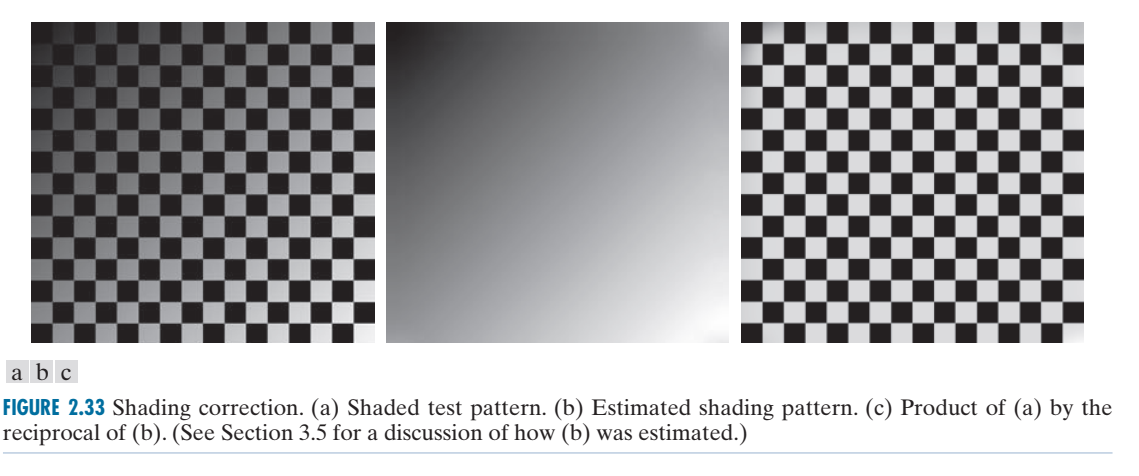 a b c
FIGURE 2.33 Shading correction. (a) Shaded test pattern. (b) Estimated shading pattern. (c) Product of (a) by the
reciprocal of (b). (See Section 3.5 for a discussion of how (b) was estimated.)